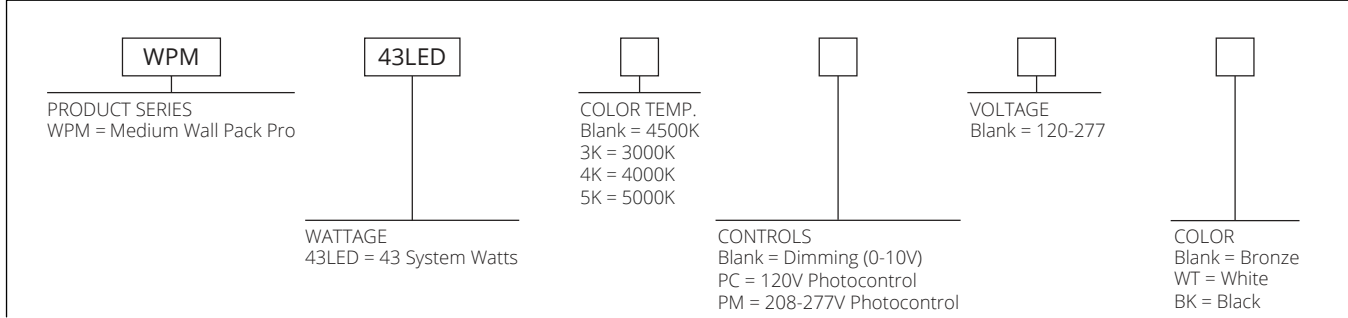 WPM
PRODUCT SERIES
WPM = Medium Wall Pack Pro
43LED
WATTAGE
43LED = 43 System Watts
COLOR TEMP.
Blank = 4500K
3K = 3000K
4K = 4000K
5K = 5000K
CONTROLS
Blank = Dimming (0-10V)
PC = 120V Photocontrol
PM = 208-277V Photocontrol
VOLTAGE
Blank = 120-277
COLOR
Blank = Bronze
WT = White
BK = Black